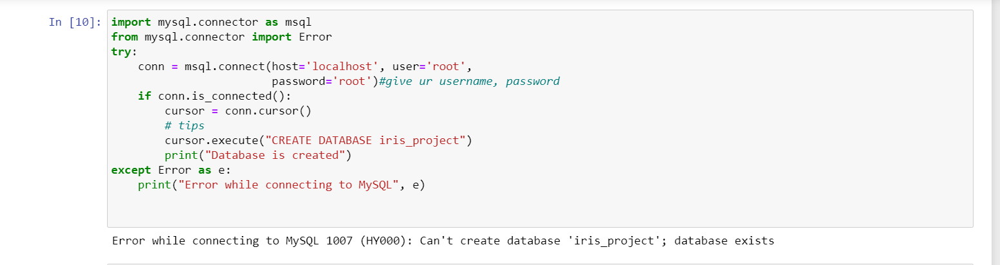 In [10]:
import mysql.connector as msql
from mysql.connector import Error
try:
    conn = msql.connect(host='localhost', user='root',
                        password='root')#give ur username, password
    if conn.is_connected():
        cursor = conn.cursor()
        # tips
        cursor.execute("CREATE DATABASE iris_project")
        print("Database is created")
except Error as e:
    print("Error while connecting to MySQL", e)
Error while connecting to MySQL 1007 (HY000): Can't create database 'iris_project'; database exists